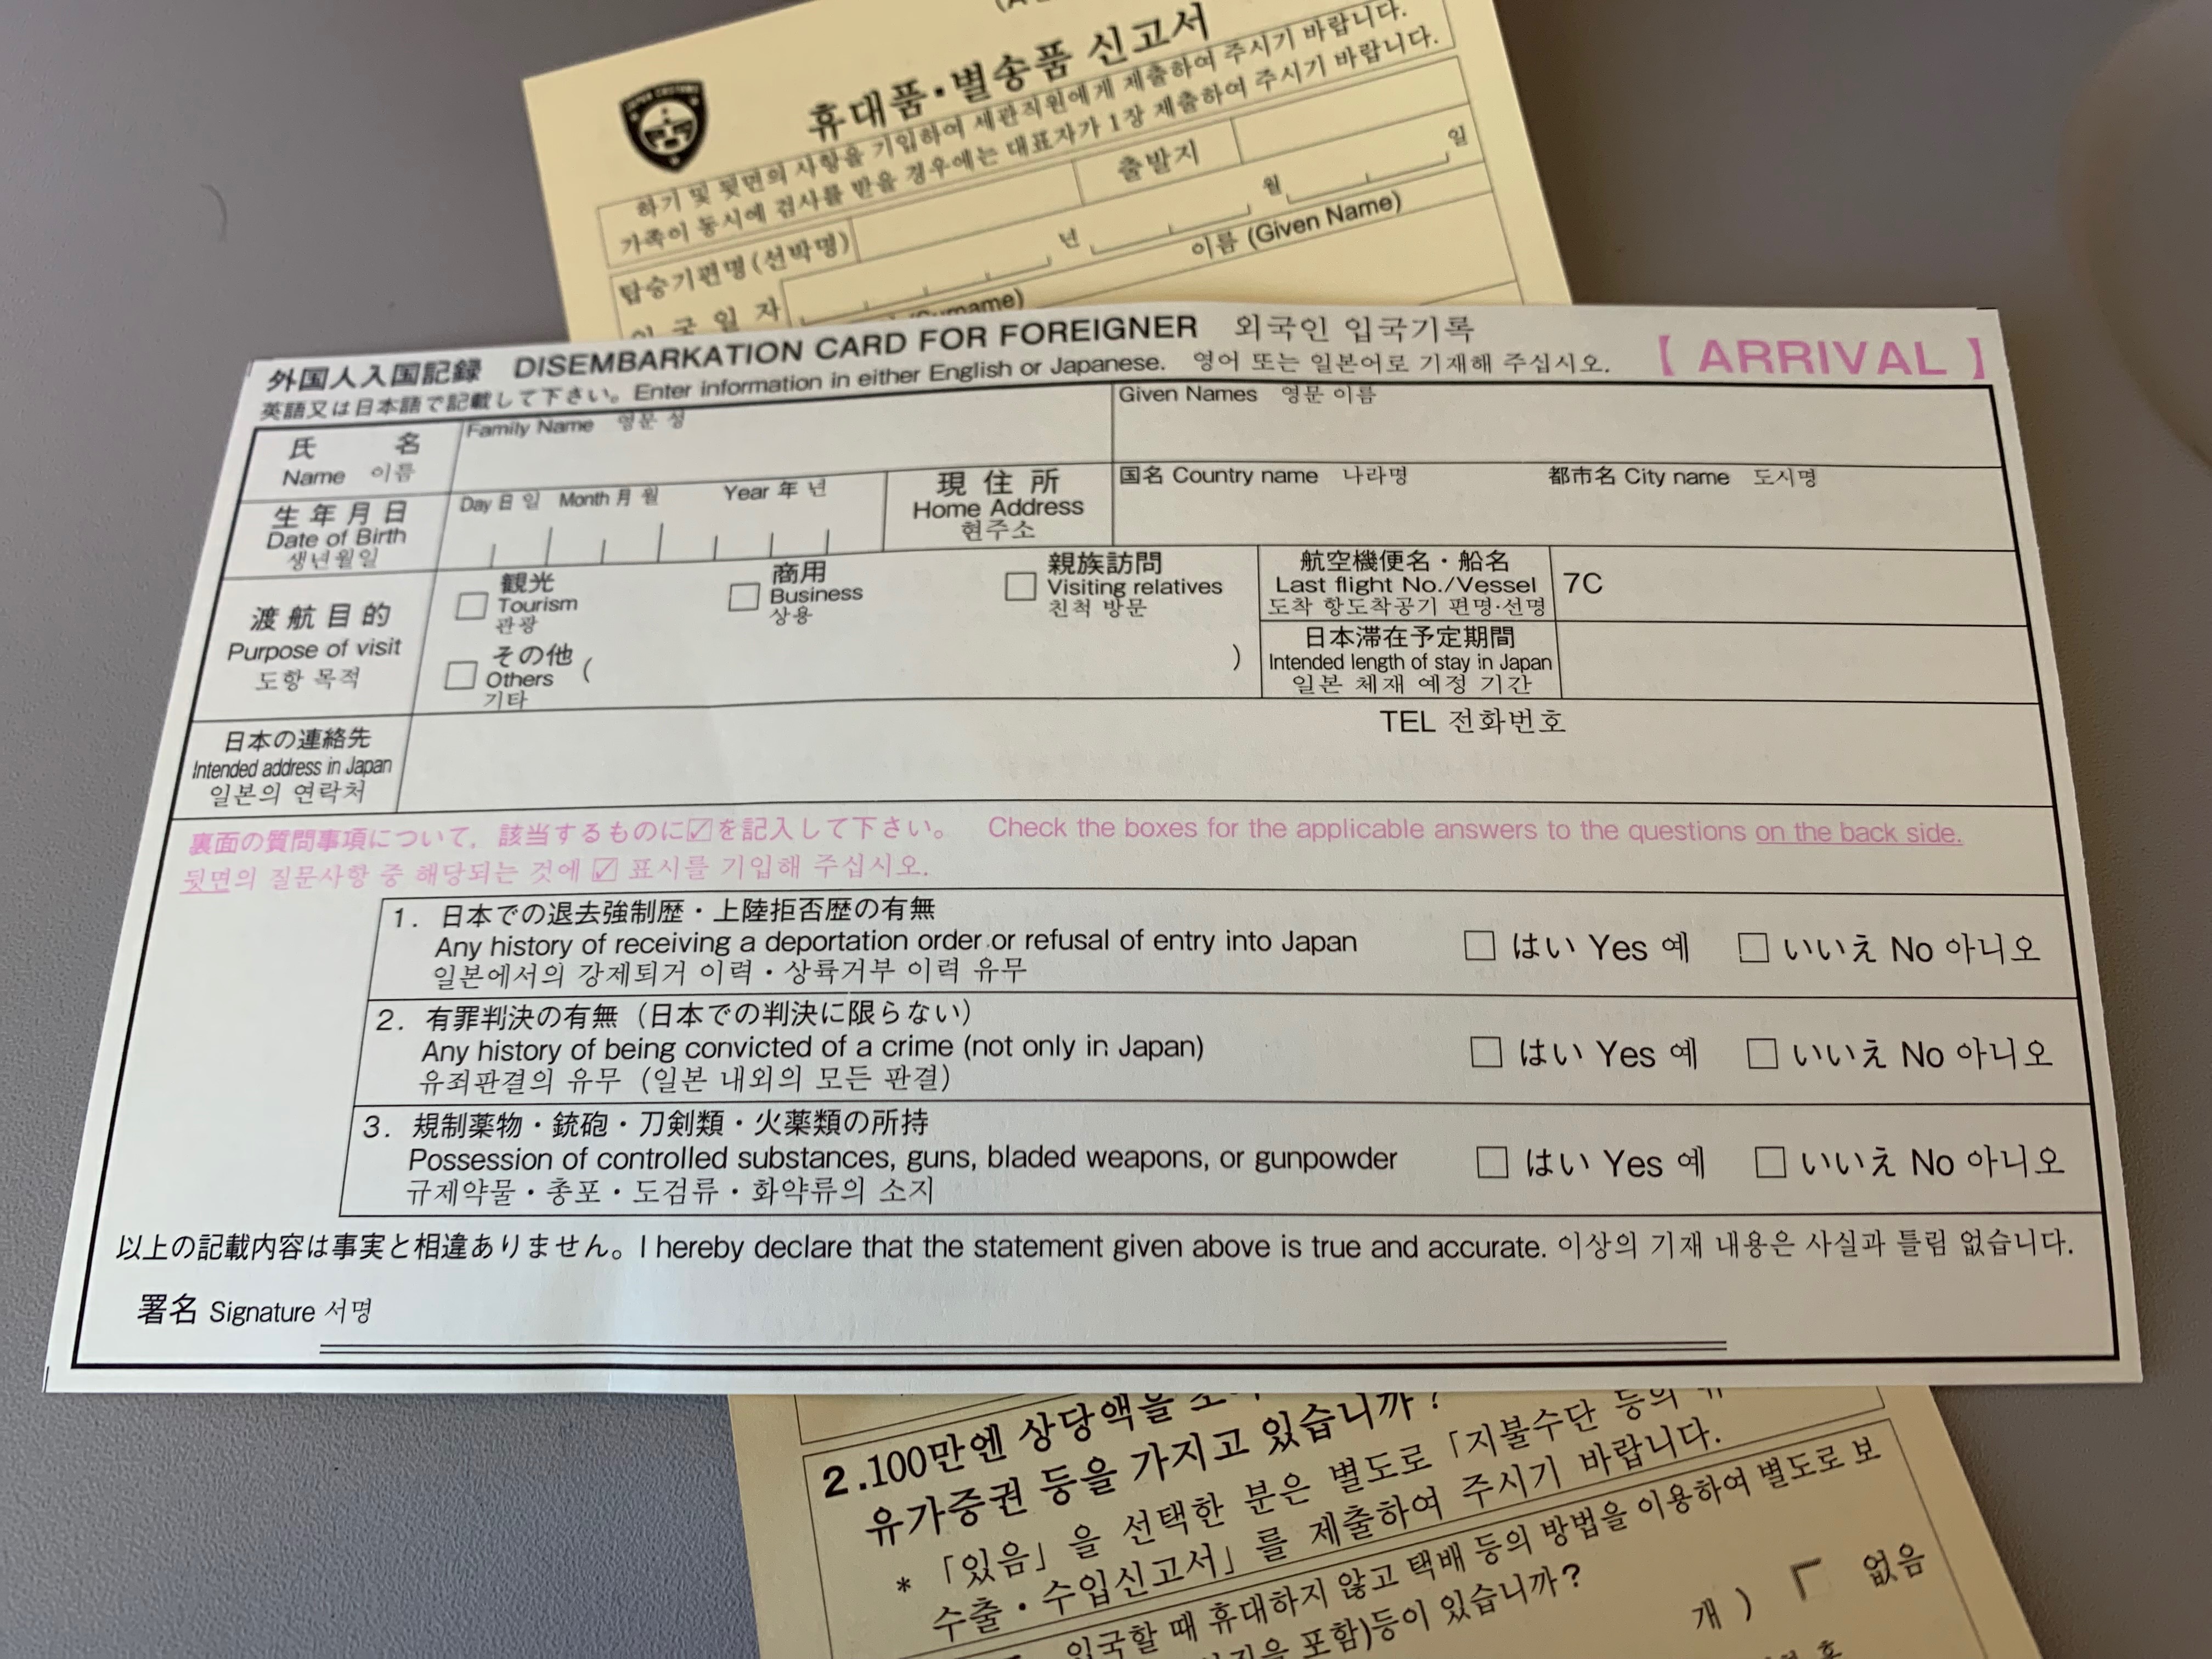 휴대품・별송품 신고서
하기 및 뒷면의 사항을 기입하여 세관직원에게 제출하여 주시기 바랍니다.
가족이 동시에 검사를 받을 경우에는 대표자가 1장 제출하여 주시기 바랍니다.
탑승기편명(선박명)
출발지
국 일 자
년
월
일
이름 (Given Name)
外国人入国記録 DISEMBARKATION CARD FOR FOREIGNER 외국인 입국기록
【 ARRIVAL 】
英語又は日本語で記載して下さい。 Enter information in either English or Japanese. 영어 또는 일본어로 기재해 주십시오.
氏 名
Name 이름
Family Name 영문 성
Given Names 영문 이름
生 年 月 日
Date of Birth
생년월일
Day 日 일 Month 月 월 Year 年 년
現 住 所
Home Address
현주소
国名 Country name 나라명
都市名 City name 도시명
渡 航 目 的
Purpose of visit
도항 목적
観光
Tourism
관광
商用
Business
상용
親族訪問
Visiting relatives
친척 방문
その他 ( )
Others
기타
航空機便名・船名
Last flight No./Vessel
도착 항도착공기 편명·선명
7C
日本滞在予定期間
Intended length of stay in Japan
일본 체재 예정 기간
日本の連絡先
Intended address in Japan
일본의 연락처
TEL 전화번호
裏面の質問事項について、該当するものに☑を記入して下さい。 Check the boxes for the applicable answers to the questions on the back side.
뒷면의 질문사항 중 해당되는 것에 ☑ 표시를 기입해 주십시오.
1. 日本での退去強制歴・上陸拒否歴の有無
Any history of receiving a deportation order or refusal of entry into Japan
일본에서의 강제퇴거 이력・상륙거부 이력 유무
□ はい Yes 예 □ いいえ No 아니오
2. 有罪判決の有無（日本での判決に限らない）
Any history of being convicted of a crime (not only in Japan)
유죄판결의 유무 (일본 내외의 모든 판결)
□ はい Yes 예 □ いいえ No 아니오
3. 規制薬物・銃砲・刀剣類・火薬類の所持
Possession of controlled substances, guns, bladed weapons, or gunpowder
규제약물・총포・도검류・화약류의 소지
□ はい Yes 예 □ いいえ No 아니오
以上の記載内容は事実と相違ありません。I hereby declare that the statement given above is true and accurate. 이상의 기재 내용은 사실과 틀림 없습니다.
署名 Signature 서명
2.100만엔 상당액을
유가증권 등을 가지고 있습니까?
* 「있음」을 선택한 분은 별도로 「지불수단 등의
수출・수입신고서」를 제출하여 주시기 바랍니다.
입국할 때 휴대하지 않고 택배 등의 방법을 이용하여 별도로 보
포함)등이 있습니까?
개 )
없음